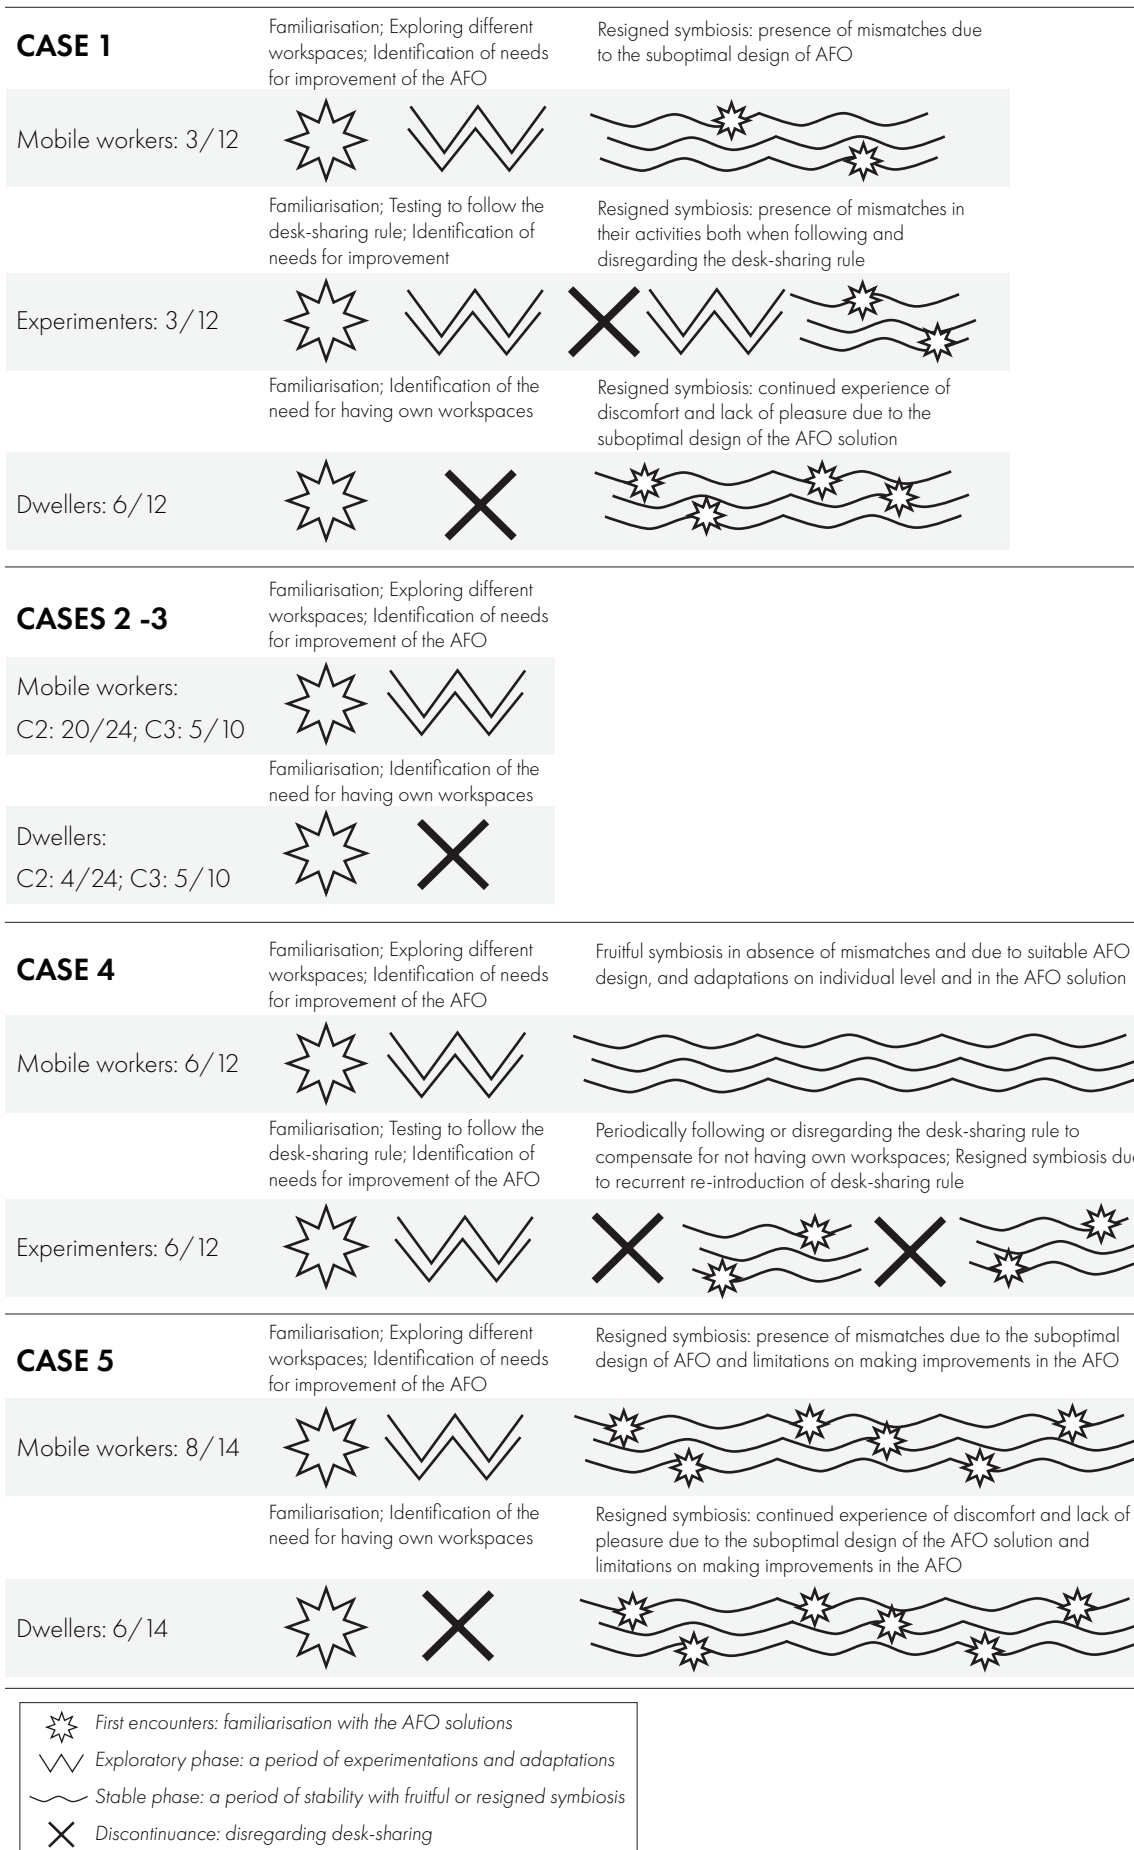 CASE 1
Familiarisation; Exploring different
workspaces; Identification of needs
for improvement of the AFO
Resigned symbiosis: presence of mismatches due
to the suboptimal design of AFO
Mobile workers: 3/12
Familiarisation; Testing to follow the
desk-sharing rule; Identification of
needs for improvement
Resigned symbiosis: presence of mismatches in
their activities both when following and
disregarding the desk-sharing rule
Experimenters: 3/12
Familiarisation; Identification of the
need for having own workspaces
Resigned symbiosis: continued experience of
discomfort and lack of pleasure due to the
suboptimal design of the AFO solution
Dwellers: 6/12
CASES 2 -3
Familiarisation; Exploring different
workspaces; Identification of needs
for improvement of the AFO
Mobile workers:
C2: 20/24; C3: 5/10
Familiarisation; Identification of the
need for having own workspaces
Dwellers:
C2: 4/24; C3: 5/10
CASE 4
Familiarisation; Exploring different
workspaces; Identification of needs
for improvement of the AFO
Fruitful symbiosis in absence of mismatches and due to suitable AFO
design, and adaptations on individual level and in the AFO solution
Mobile workers: 6/12
Familiarisation; Testing to follow the
desk-sharing rule; Identification of
needs for improvement of the AFO
Periodically following or disregarding the desk-sharing rule to
compensate for not having own workspaces; Resigned symbiosis du
to recurrent re-introduction of desk-sharing rule
Experimenters: 6/12
CASE 5
Familiarisation; Exploring different
workspaces; Identification of needs
for improvement of the AFO
Resigned symbiosis: presence of mismatches due to the suboptimal
design of AFO and limitations on making improvements in the AFO
Mobile workers: 8/14
Familiarisation; Identification of the
need for having own workspaces
Resigned symbiosis: continued experience of discomfort and lack of
pleasure due to the suboptimal design of the AFO solution and
limitations on making improvements in the AFO
Dwellers: 6/14
First encounters: familiarisation with the AFO solutions
Exploratory phase: a period of experimentations and adaptations
Stable phase: a period of stability with fruitful or resigned symbiosis
Discontinuance: disregarding desk-sharing